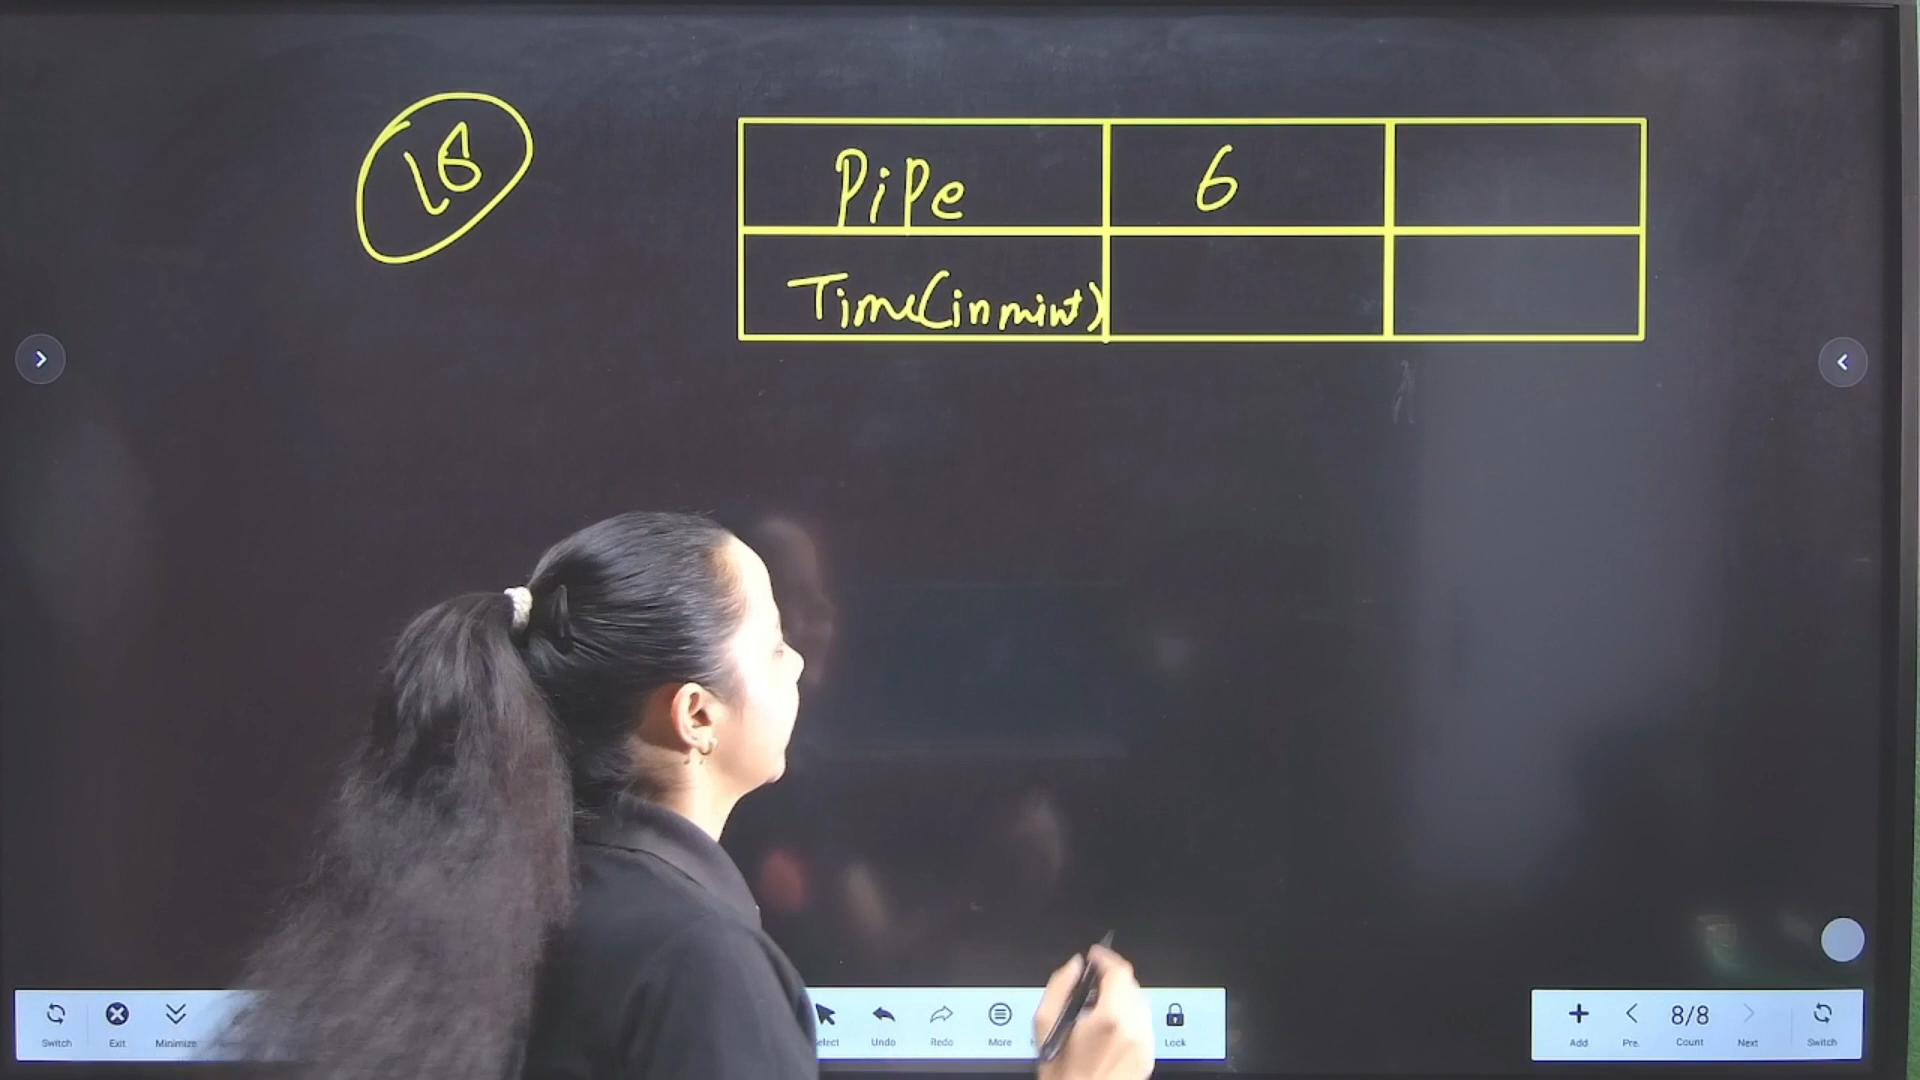 16
PiPe 6
Time(in mint)
Switch Exit Minimize Undo Redo More Lock
Add Pre. 8/8 Count Next Switch